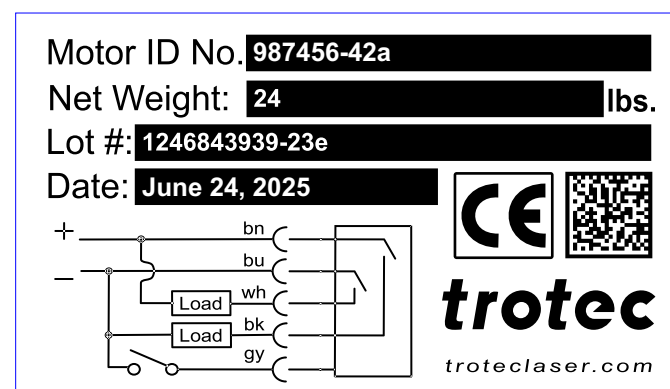 Motor ID No. 987456-42a
Net Weight: 24 lbs.
Lot #: 1246843939-23e
Date: June 24, 2025
CE
+
bn
−
bu
Load wh
Load bk
gy
trotec
troteclaser.com